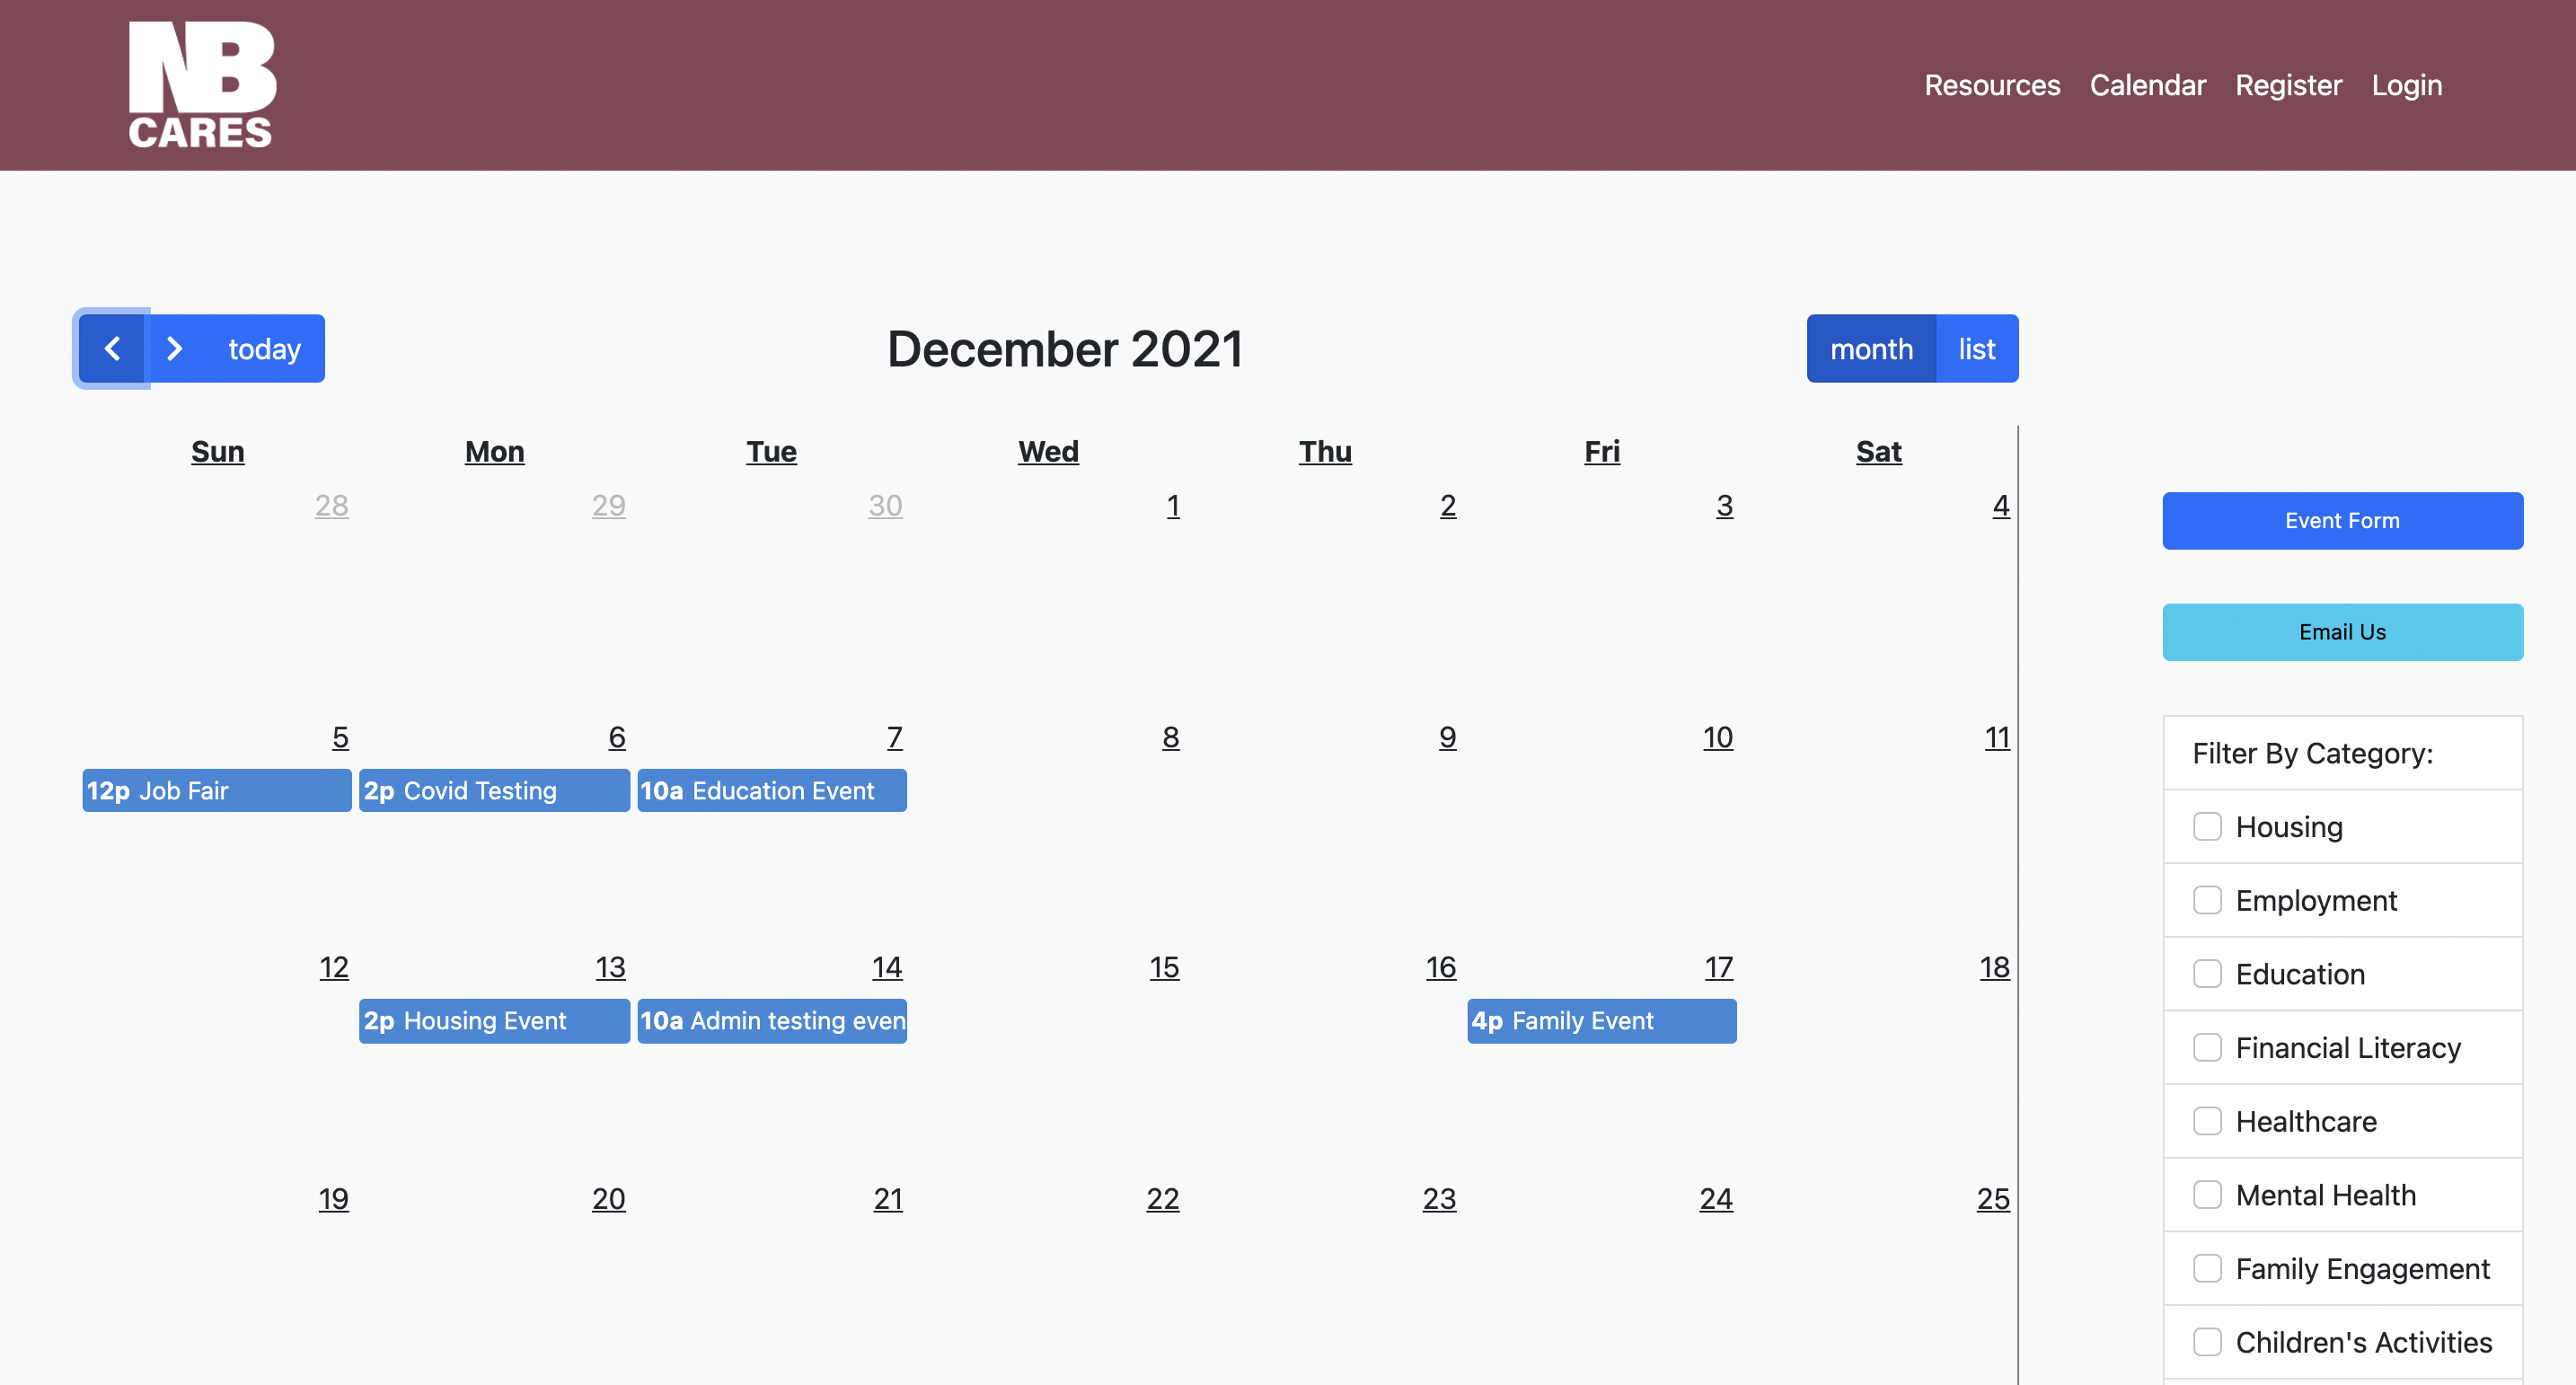 NB
CARES
Resources Calendar Register Login
today
December 2021
month list
Sun Mon Tue Wed Thu Fri Sat
28 29 30 1 2 3 4
Event Form
Email Us
5 6 7 8 9 10 11
12p Job Fair 2p Covid Testing 10a Education Event
12 13 14 15 16 17 18
2p Housing Event 10a Admin testing even 4p Family Event
19 20 21 22 23 24 25
Filter By Category:
Housing
Employment
Education
Financial Literacy
Healthcare
Mental Health
Family Engagement
Children's Activities